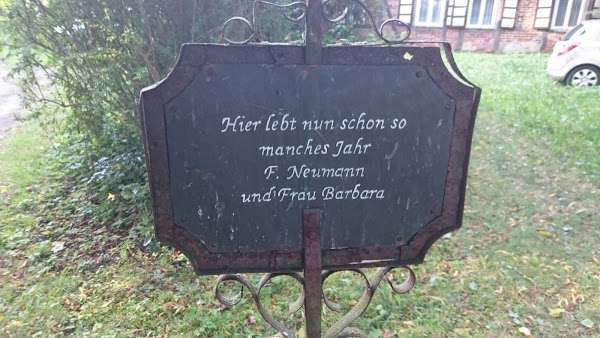 Hier lebt nun schon so
manches Jahr
F. Neumann
und Frau Barbara